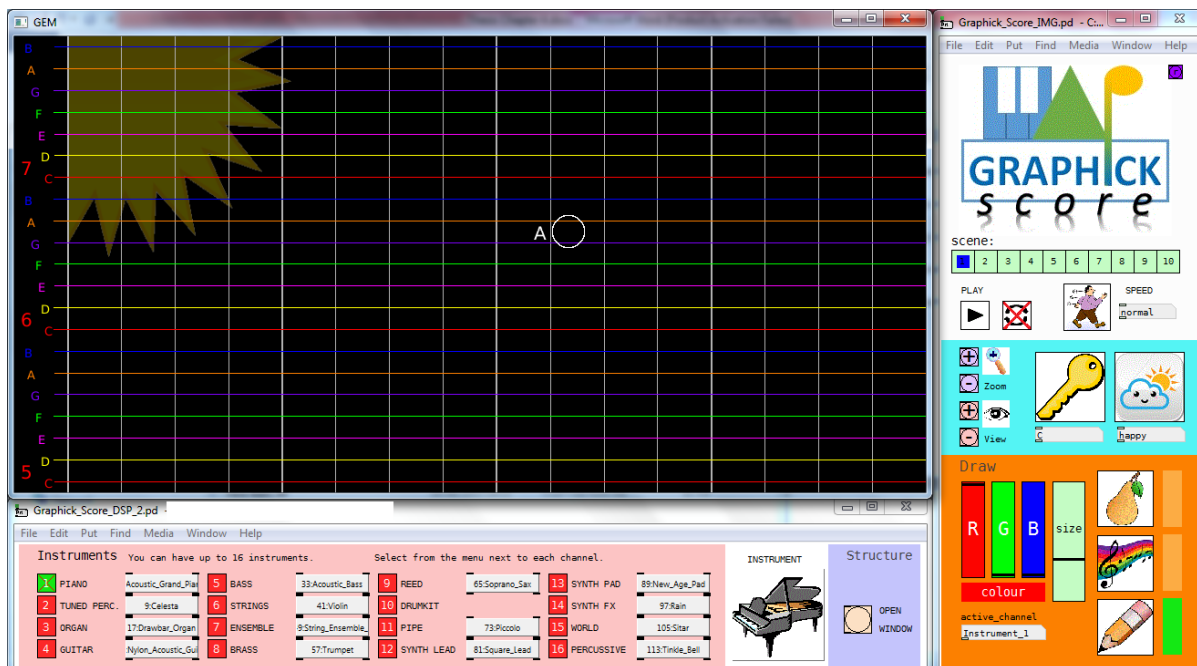 GEM
B
A
G
F
E
D
7
C
B
A
A
G
F
E
D
6
C
B
A
G
F
E
D
5
C
Graphick_Score_IMG.pd - C:...
File Edit Put Find Media Window Help
GRAPHICK
score
scene:
1 2 3 4 5 6 7 8 9 10
PLAY
SPEED
normal
Zoom
View
C
happy
Draw
R G B size
colour
active_channel
Instrument_1
Graphick_Score_DSP_2.pd -
File Edit Put Find Media Window Help
Instruments You can have up to 16 instruments. Select from the menu next to each channel.
1 PIANO Acoustic_Grand_Pia 5 BASS 33:Acoustic_Bass 9 REED 65:Soprano_Sax 13 SYNTH PAD 89:New_Age_Pad
2 TUNED PERC. 9:Celesta 6 STRINGS 41:Violin 10 DRUMKIT 14 SYNTH FX 97:Rain
3 ORGAN 17:Drawbar_Organ 7 ENSEMBLE 9:String_Ensemble_ 11 PIPE 73:Piccolo 15 WORLD 105:Sitar
4 GUITAR :Nylon_Acoustic_Gui 8 BRASS 57:Trumpet 12 SYNTH LEAD 81:Square_Lead 16 PERCUSSIVE 113:Tinkle_Bell
INSTRUMENT
Structure
OPEN
WINDOW